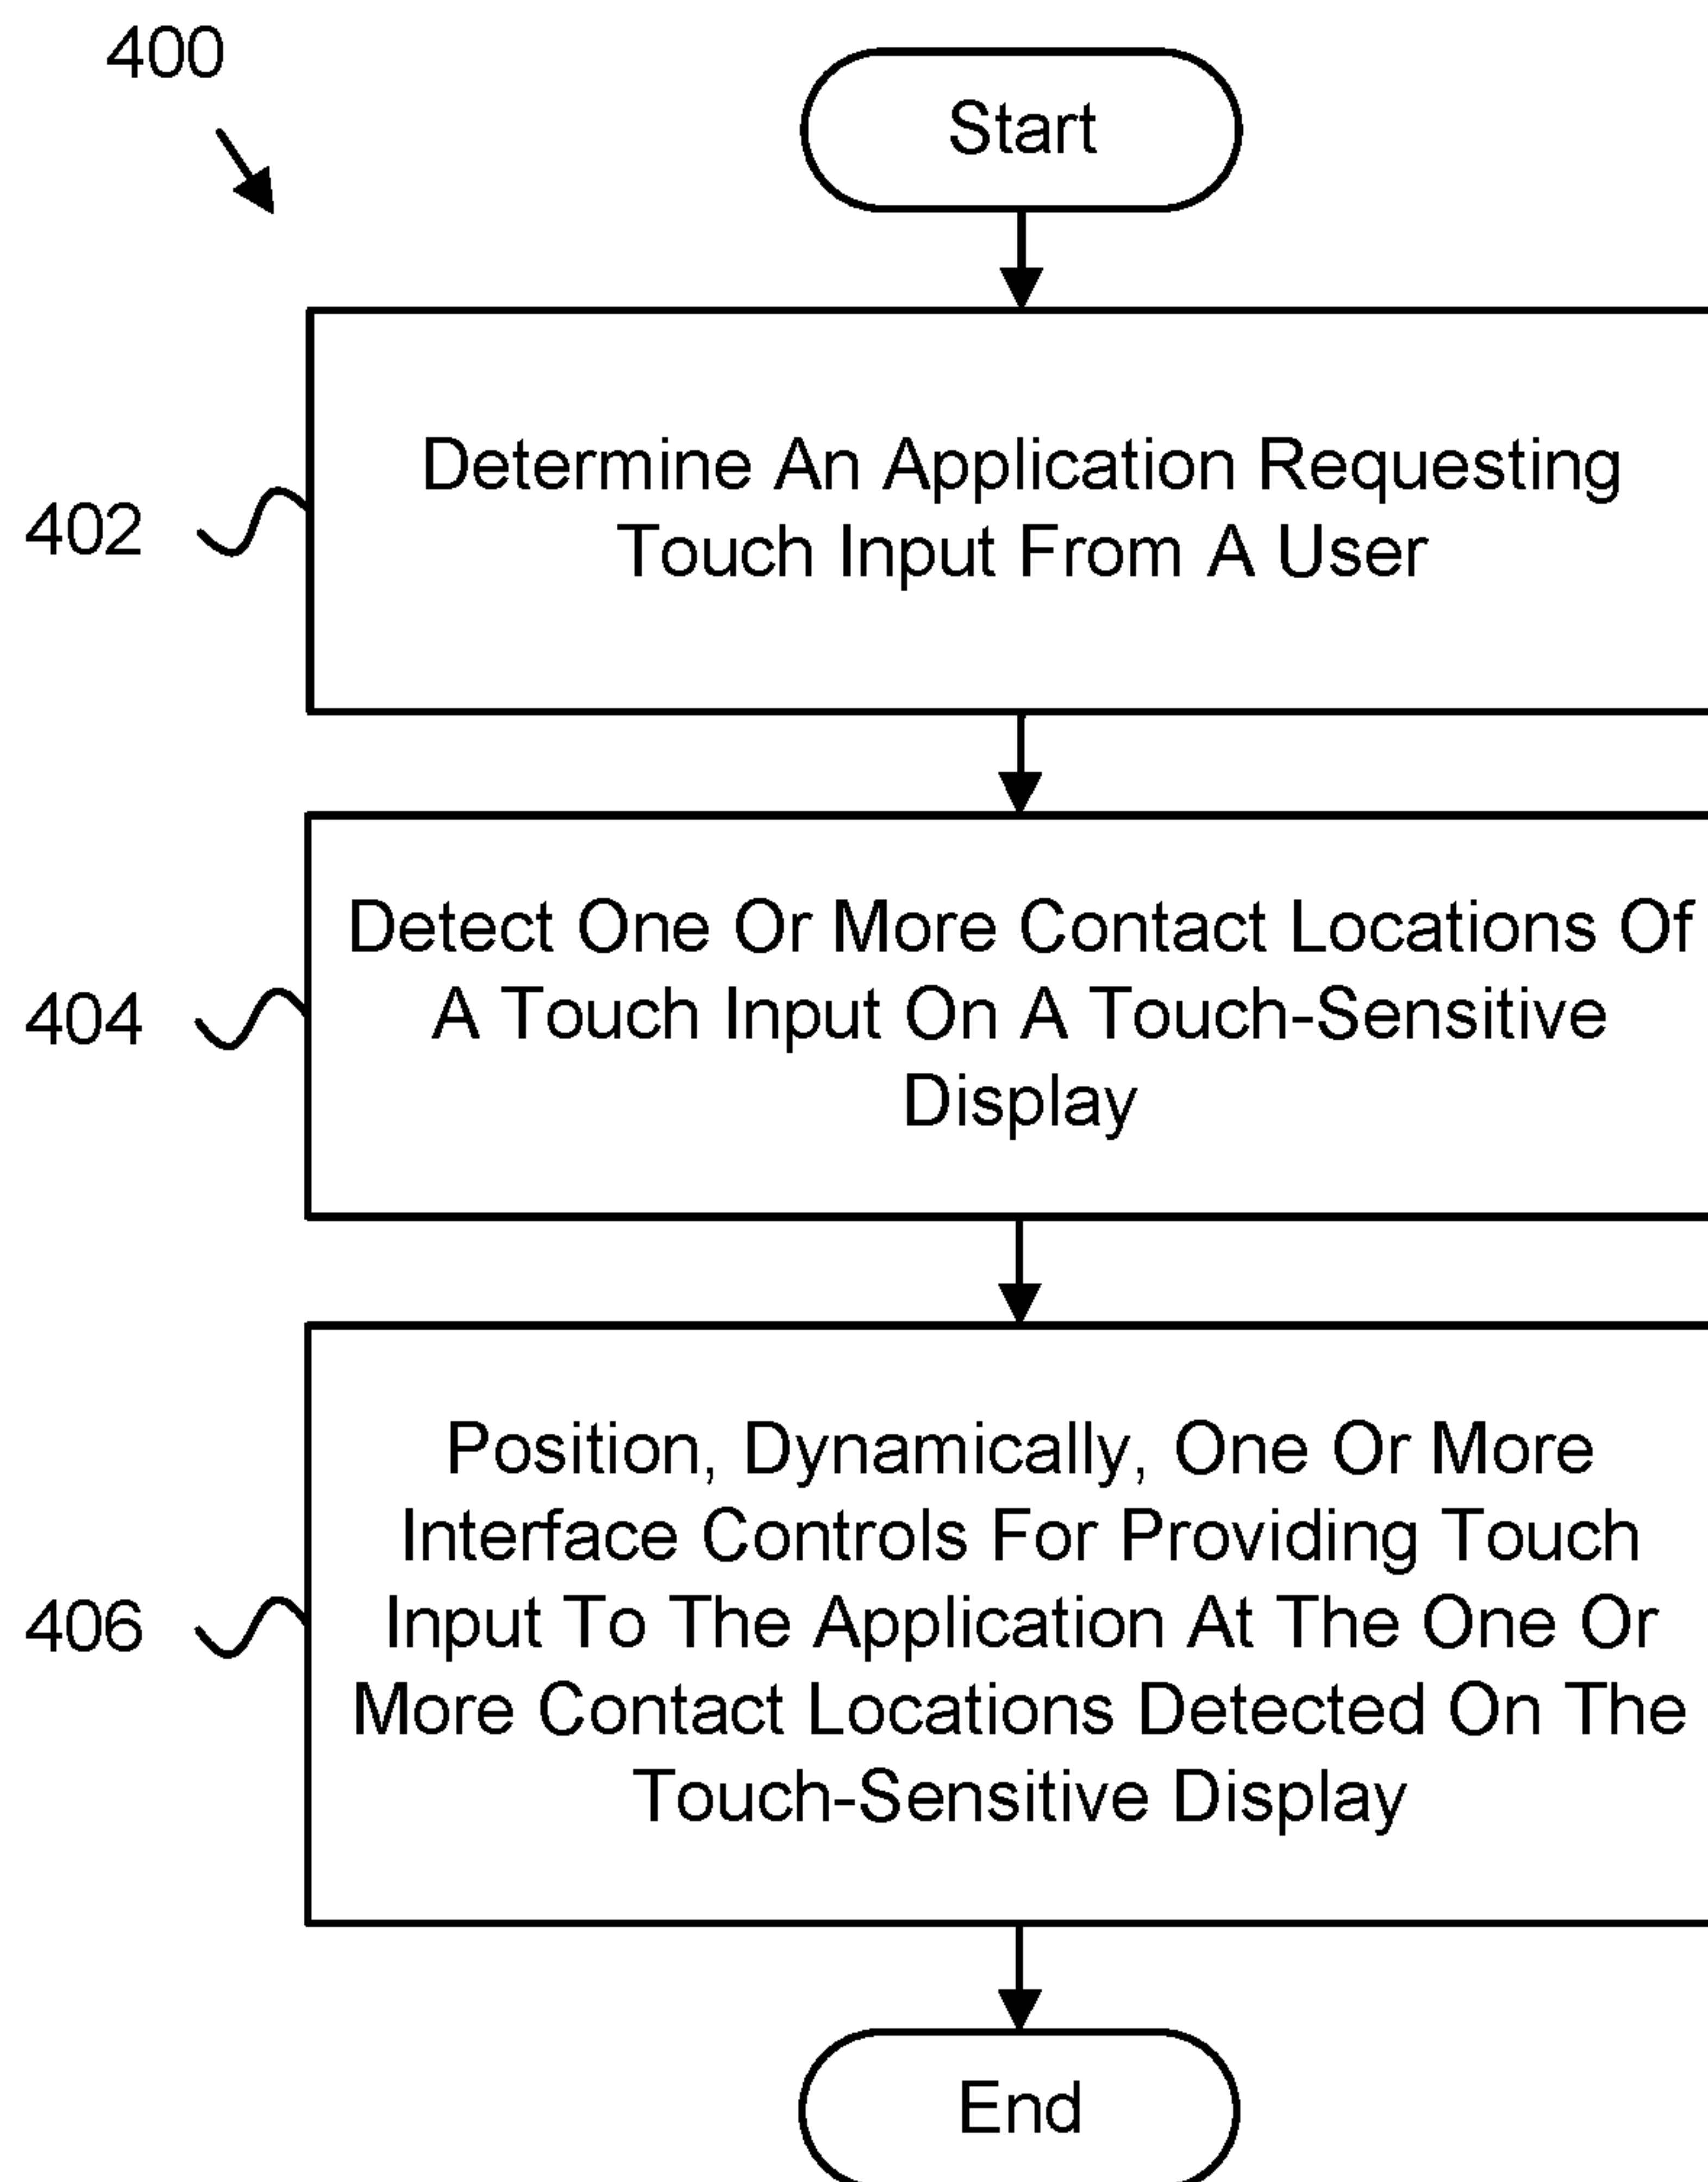 400
Start
402
Determine An Application Requesting
Touch Input From A User
404
Detect One Or More Contact Locations Of
A Touch Input On A Touch-Sensitive
Display
406
Position, Dynamically, One Or More
Interface Controls For Providing Touch
Input To The Application At The One Or
More Contact Locations Detected On The
Touch-Sensitive Display
End